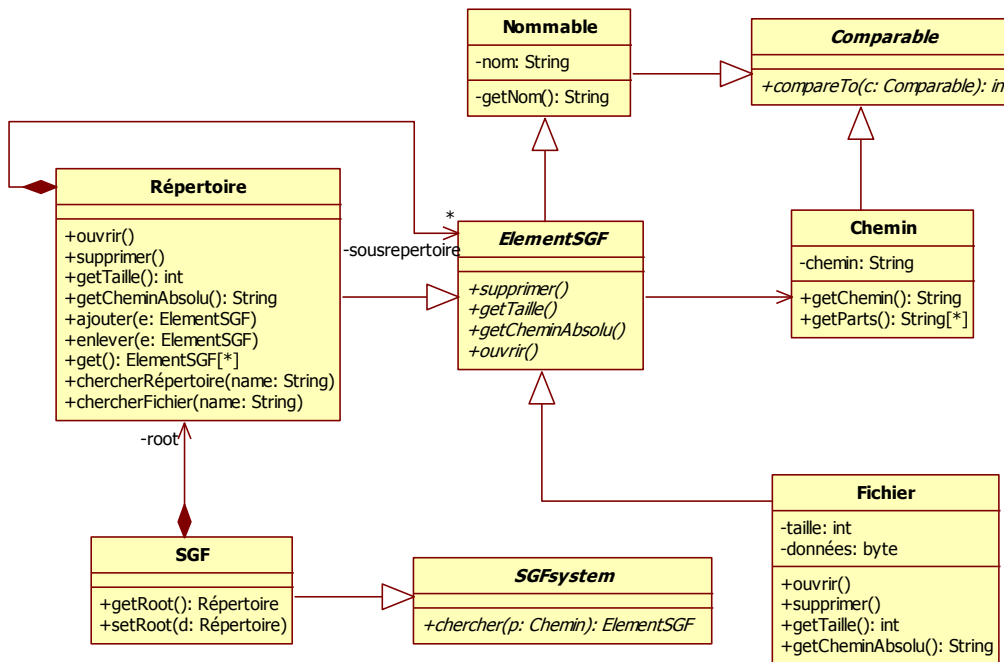 Nommable
-nom: String
-getNom(): String
Comparable
+compareTo(c: Comparable): in
Répertoire
+ouvrir()
+supprimer()
+getTaille(): int
+getCheminAbsolu(): String
+ajouter(e: ElementSGF)
+enlever(e: ElementSGF)
+get(): ElementSGF[*]
+chercherRépertoire(name: String)
+chercherFichier(name: String)
*
-sousrepertoire
ElementSGF
+supprimer()
+getTaille()
+getCheminAbsolu()
+ouvrir()
Chemin
-chemin: String
+getChemin(): String
+getParts(): String[*]
-root
SGF
+getRoot(): Répertoire
+setRoot(d: Répertoire)
SGFsystem
+chercher(p: Chemin): ElementSGF
Fichier
-taille: int
-données: byte
+ouvrir()
+supprimer()
+getTaille(): int
+getCheminAbsolu(): String